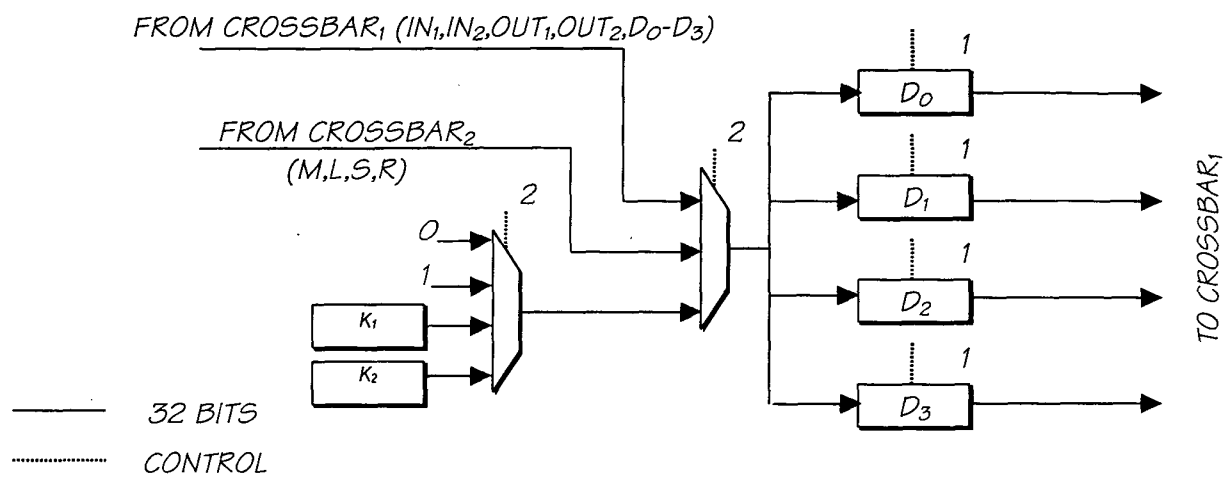 FROM CROSSBAR₁ (IN₁,IN₂,OUT₁,OUT₂,D₀-D₃)
1
D₀
FROM CROSSBAR₂
(M,L,S,R)
2
1
D₁
2
0
1
K₁
K₂
1
D₂
1
D₃
TO CROSSBAR₁
32 BITS
CONTROL